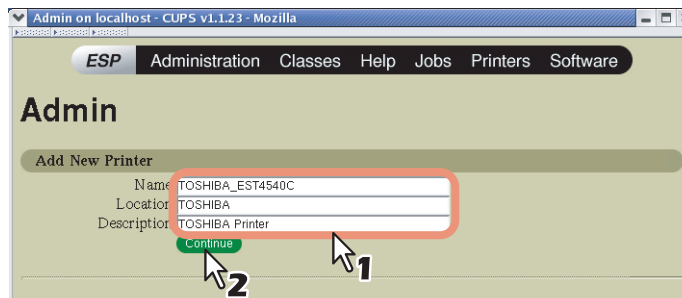 Admin on localhost - CUPS v1.1.23 - Mozilla
ESP Administration Classes Help Jobs Printers Software
Admin
Add New Printer
Name TOSHIBA_EST4540C
Location TOSHIBA
Description TOSHIBA Printer
Continue
1
2